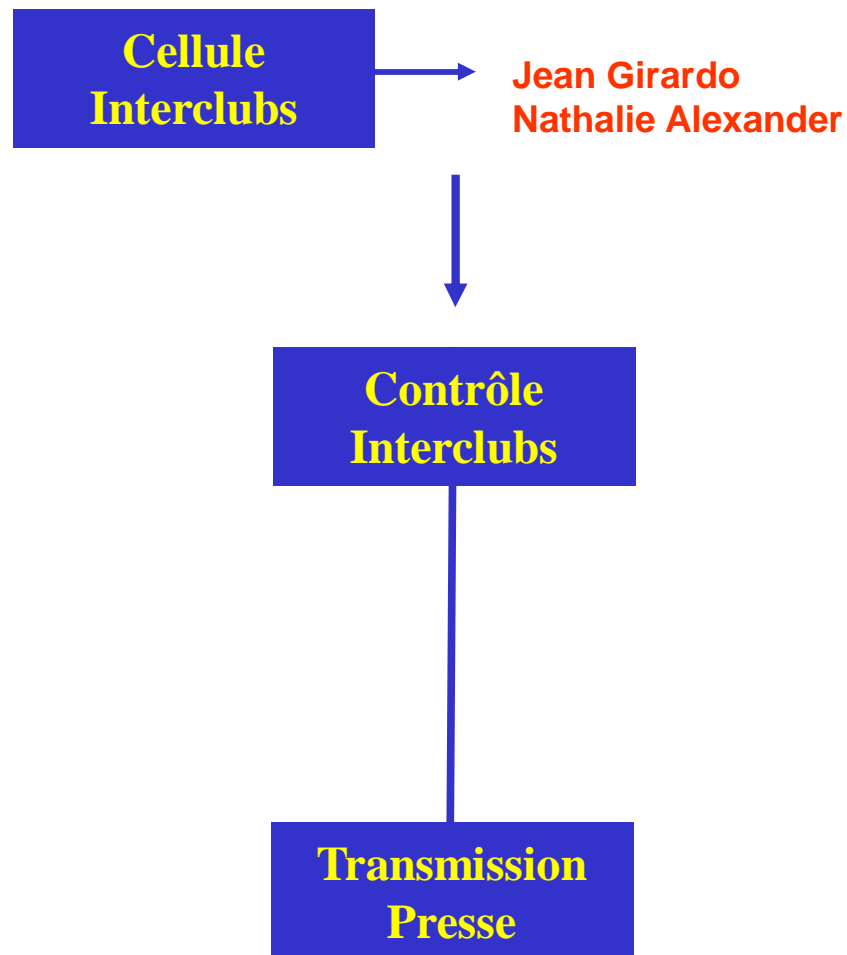 Cellule
Interclubs
Jean Girardo
Nathalie Alexander
Contrôle
Interclubs
Transmission
Presse